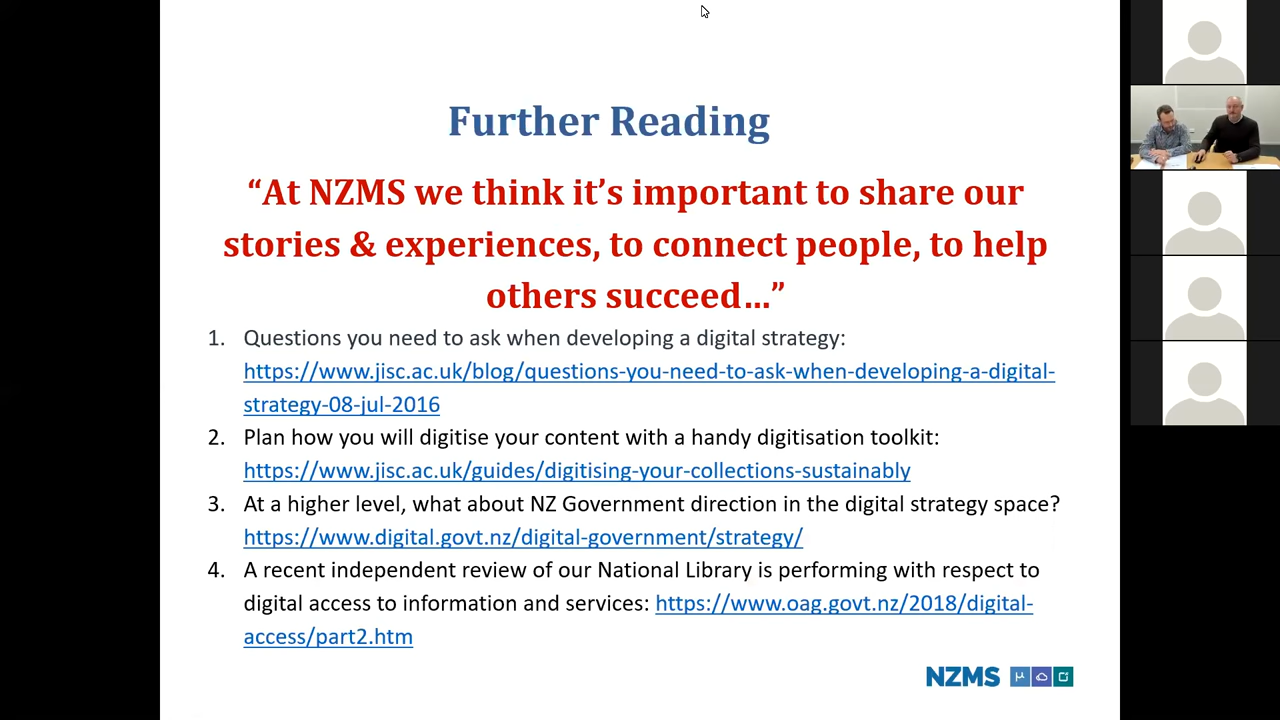 Further Reading
“At NZMS we think it’s important to share our
stories & experiences, to connect people, to help
others succeed…”
1. Questions you need to ask when developing a digital strategy:
https://www.jisc.ac.uk/blog/questions-you-need-to-ask-when-developing-a-digital-
strategy-08-jul-2016
2. Plan how you will digitise your content with a handy digitisation toolkit:
https://www.jisc.ac.uk/guides/digitising-your-collections-sustainably
3. At a higher level, what about NZ Government direction in the digital strategy space?
https://www.digital.govt.nz/digital-government/strategy/
4. A recent independent review of our National Library is performing with respect to
digital access to information and services: https://www.oag.govt.nz/2018/digital-
access/part2.htm
NZMS μ